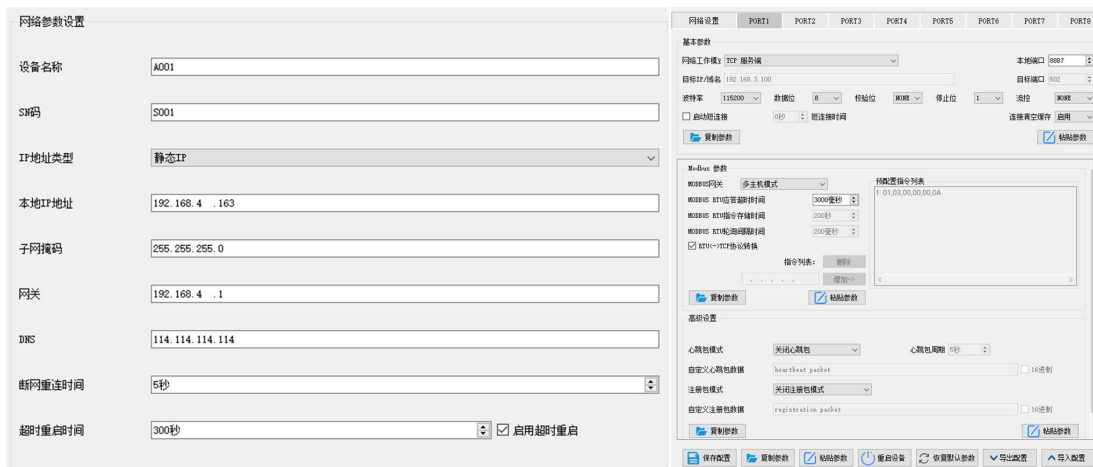 网络参数设置
设备名称 A001
SN码 S001
IP地址类型 静态IP
本地IP地址 192.168.4 .163
子网掩码 255.255.255.0
网关 192.168.4 .1
DNS 114.114.114.114
断网重连时间 5秒
超时重启时间 300秒 启用超时重启
网络设置 PORT1 PORT2 PORT3 PORT4 PORT5 PORT6 PORT7 PORT8
基本参数
网络工作模式 TCP 服务端 本地端口 8887
目标IP/域名 192.168.3.100 目标端口 502
波特率 115200 数据位 8 校验位 NONE 停止位 1 流控 NONE
启动短连接 0秒 短连接时间 连接清空缓存 启用
复制参数 粘贴参数
Modbus 参数
MODBUS网关 多主机模式 预配置指令列表
MODBUS RTU应答超时时间 3000毫秒 1 01,03,00,00,00,0A
MODBUS RTU指令存储时间 200秒
MODBUS RTU轮询间隔时间 200毫秒
RTU<->TCP协议转换
指令列表: 删除
. . . . . 增加->
复制参数 粘贴参数
高级设置
心跳包模式 关闭心跳包 心跳包周期 5秒
自定义心跳包数据 heartbeat packet 16进制
注册包模式 关闭注册包模式
自定义注册包数据 registration packet 16进制
复制参数 粘贴参数
保存配置 复制参数 粘贴参数 重启设备 恢复默认参数 导出配置 导入配置